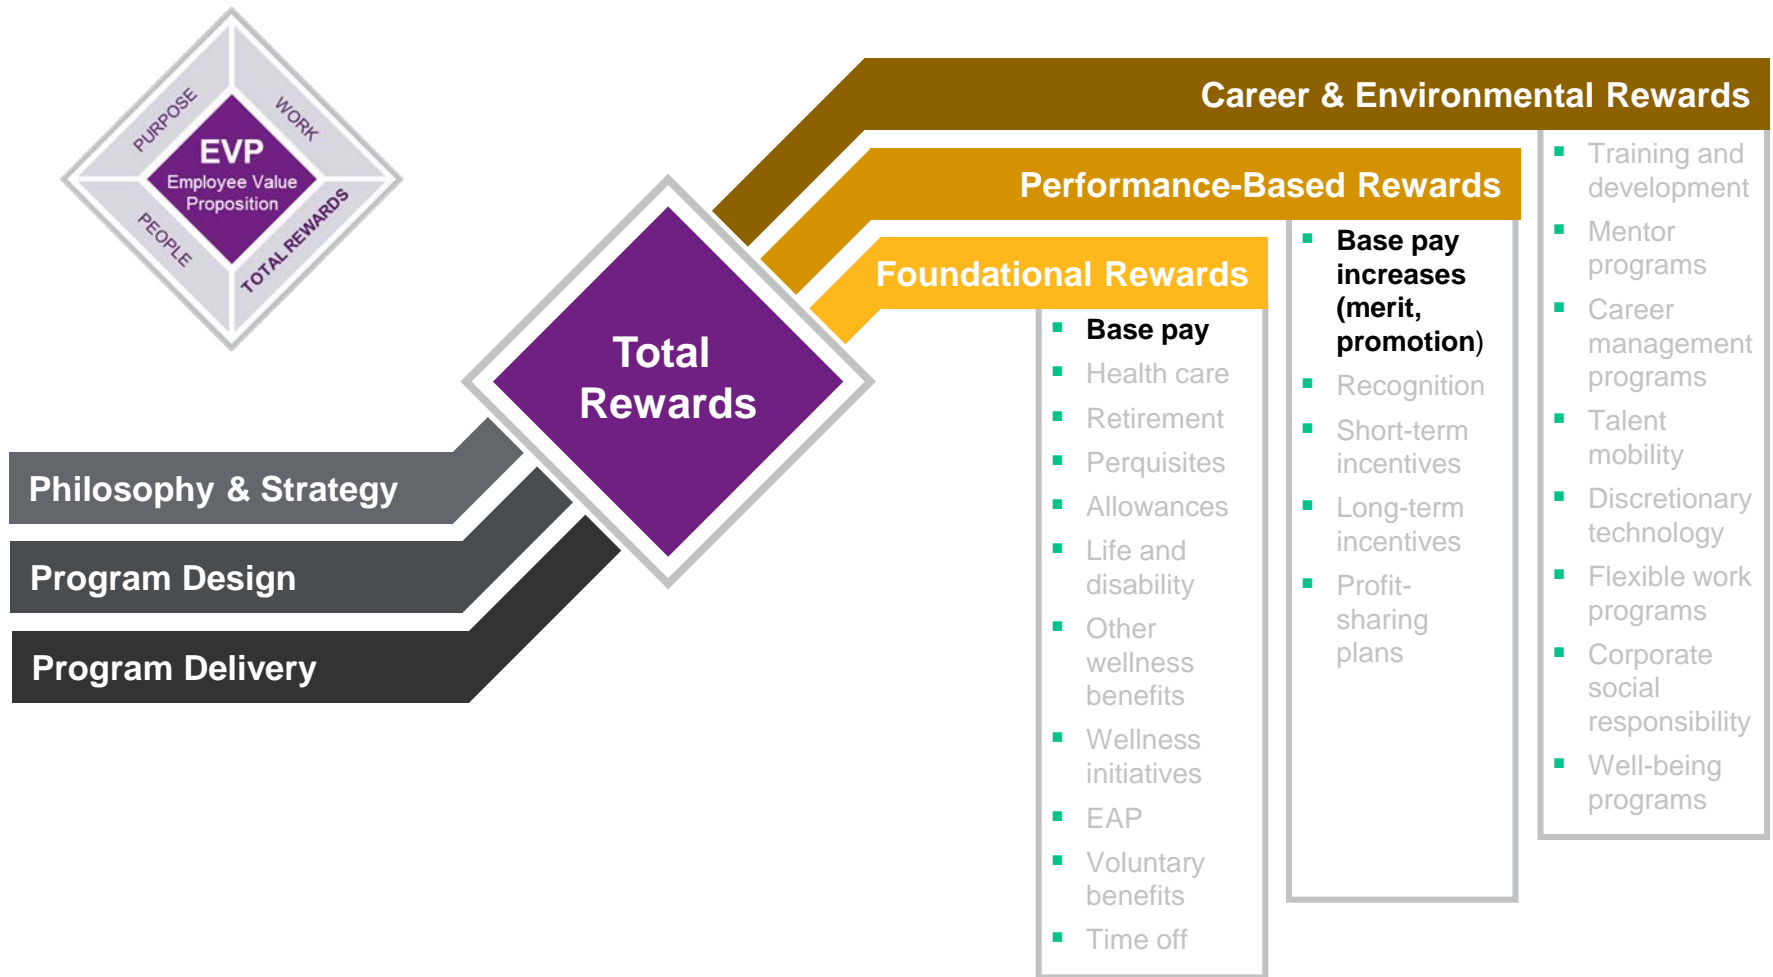 PURPOSE
WORK
EVP
Employee Value
Proposition
PEOPLE
TOTAL REWARDS
Career & Environmental Rewards
Performance-Based Rewards
Foundational Rewards
Total
Rewards
Philosophy & Strategy
Program Design
Program Delivery
Base pay
Health care
Retirement
Perquisites
Allowances
Life and
disability
Other
wellness
benefits
Wellness
initiatives
EAP
Voluntary
benefits
Time off
Base pay
increases
(merit,
promotion)
Recognition
Short-term
incentives
Long-term
incentives
Profit-
sharing
plans
Training and
development
Mentor
programs
Career
management
programs
Talent
mobility
Discretionary
technology
Flexible work
programs
Corporate
social
responsibility
Well-being
programs